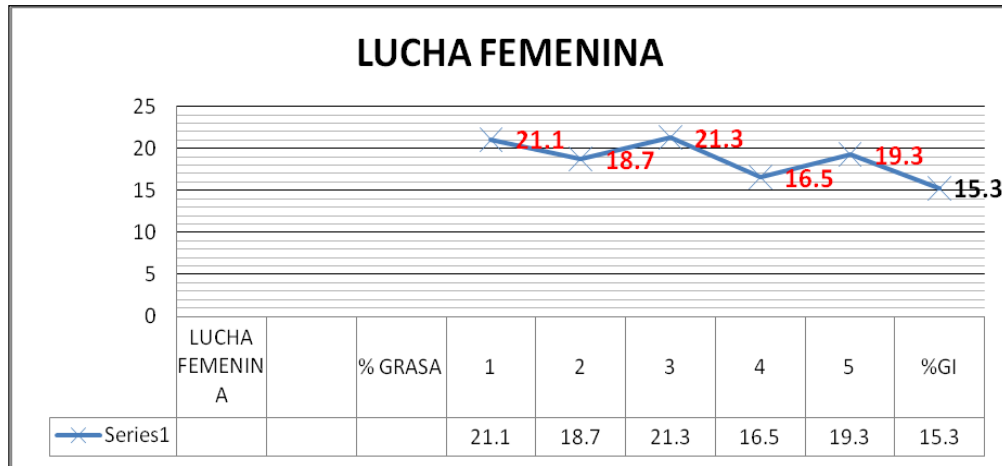 LUCHA FEMENINA
25
20
15
10
5
0
21.1
18.7
21.3
16.5
19.3
15.3
LUCHA
FEMENIN
A
% GRASA 1 2 3 4 5 %GI
Series1 21.1 18.7 21.3 16.5 19.3 15.3